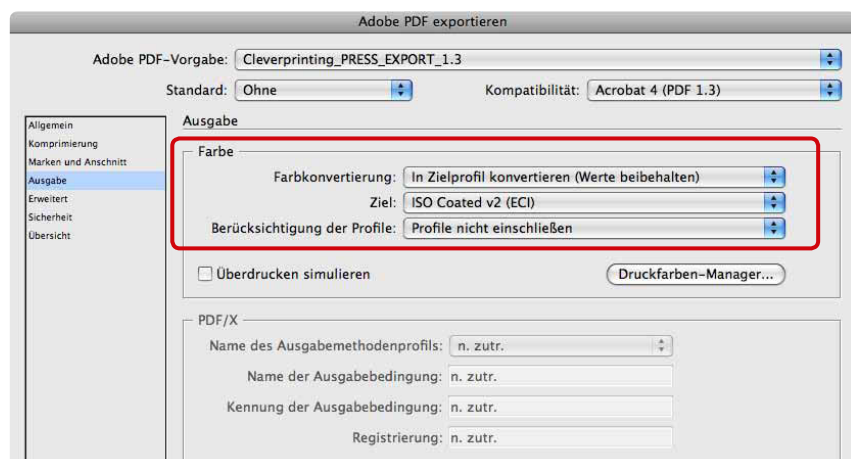 Adobe PDF exportieren
Adobe PDF-Vorgabe: Cleverprinting_PRESS_EXPORT_1.3
Standard: Ohne Kompatibilität: Acrobat 4 (PDF 1.3)
Allgemein
Komprimierung
Marken und Anschnitt
Ausgabe
Erweitert
Sicherheit
Übersicht
Ausgabe
Farbe
Farbkonvertierung: In Zielprofil konvertieren (Werte beibehalten)
Ziel: ISO Coated v2 (ECI)
Berücksichtigung der Profile: Profile nicht einschließen
Überdrucken simulieren Druckfarben-Manager...
PDF/X
Name des Ausgabemethodenprofils: n. zutr.
Name der Ausgabebedingung: n. zutr.
Kennung der Ausgabebedingung: n. zutr.
Registrierung: n. zutr.